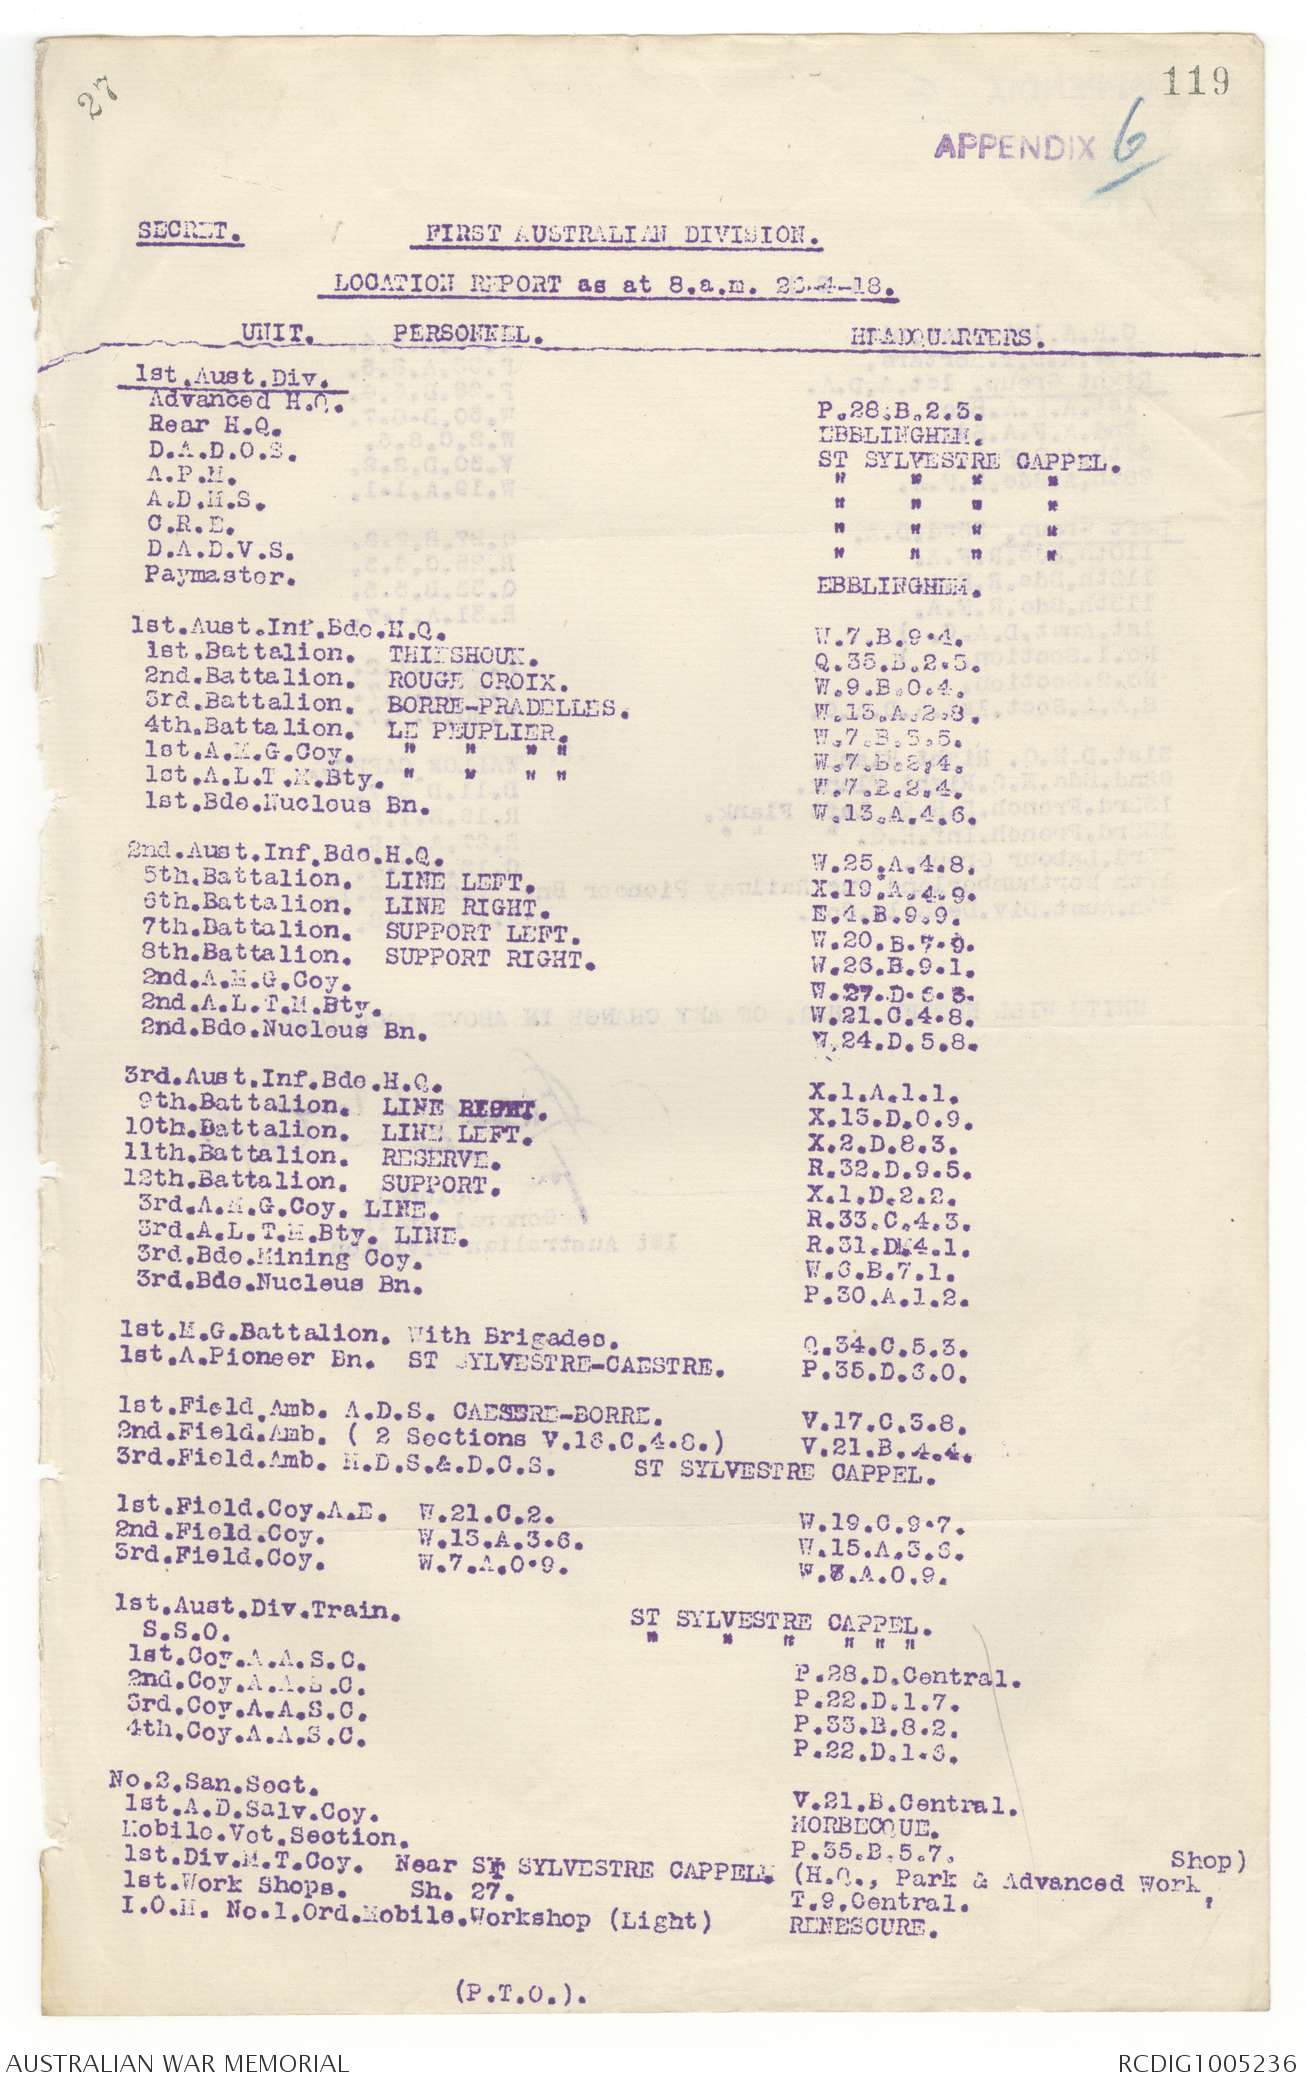 27
119
APPENDIX 6
SECRET. FIRST AUSTRALIAN DIVISION.
LOCATION REPORT as at 8.a.m. -4-18.
UNIT. PERSONNEL. HEADQUARTERS.
1st.Aust.Div.
Advanced H.Q. P.28.B.2.3.
Rear H.Q. EBBLINGHEM.
D.A.D.O.S. ST SYLVESTRE CAPPEL.
A.P.M. " " " "
A.D.M.S. " " " "
C.R.E. " " " "
D.A.D.V.S. " " " "
Paymaster. EBBLINGHEM.
1st.Aust.Inf.Bde.H.Q. W.7.B.9.4.
1st.Battalion. THIESHOUK. Q.35.B.2.5.
2nd.Battalion. ROUGE CROIX. W.9.B.0.4.
3rd.Battalion. BORRE-PRADELLES. W.13.A.2.8.
4th.Battalion. LE PEUPLIER. W.7.B.5.5.
1st.A.M.G.Coy. " " " " W.7.B.2.4.
1st.A.L.T.M.Bty. " " " " W.7.B.2.4.
1st.Bde.Nucleus Bn. W.13.A.4.6.
2nd.Aust.Inf.Bde.H.Q. W.25.A.4.8.
5th.Battalion. LINE LEFT. X.19.A.4.9.
6th.Battalion. LINE RIGHT. E.4.B.9.9.
7th.Battalion. SUPPORT LEFT. W.20.B.7.9.
8th.Battalion. SUPPORT RIGHT. W.26.B.9.1.
2nd.A.M.G.Coy. W.27.D.6.3.
2nd.A.L.T.M.Bty. W.21.C.4.8.
2nd.Bde.Nucleus Bn. W.24.D.5.8.
3rd.Aust.Inf.Bde.H.Q. X.1.A.1.1.
9th.Battalion. LINE RIGHT. X.13.D.0.9.
10th.Battalion. LINE LEFT. X.2.D.8.3.
11th.Battalion. RESERVE. R.32.D.9.5.
12th.Battalion. SUPPORT. X.1.D.2.2.
3rd.A.M.G.Coy. LINE. R.33.C.4.3.
3rd.A.L.T.M.Bty. LINE. R.31.D.4.1.
3rd.Bde.Mining Coy. W.6.B.7.1.
3rd.Bde.Nucleus Bn. P.30.A.1.2.
1st.M.G.Battalion. With Brigades. Q.34.C.5.3.
1st.A.Pioneer Bn. ST SYLVESTRE-CAESTRE. P.35.D.3.0.
1st.Field.Amb. A.D.S. CAESTRE-BORRE. V.17.C.3.8.
2nd.Field.Amb. ( 2 Sections V.16.C.4.8.) V.21.B.4.4.
3rd.Field.Amb. M.D.S.&.D.C.S. ST SYLVESTRE CAPPEL.
1st.Field.Coy.A.E. W.21.C.2. W.19.C.9.7.
2nd.Field.Coy. W.15.A.3.6. W.15.A.3.6.
3rd.Field.Coy. W.7.A.0.9. W.7.A.0.9.
1st.Aust.Div.Train. ST SYLVESTRE CAPPEL.
S.S.O. " " " " " "
1st.Coy.A.A.S.C. P.28.D.Central.
2nd.Coy.A.A.S.C. P.22.D.1.7.
3rd.Coy.A.A.S.C. P.33.B.8.2.
4th.Coy.A.A.S.C. P.22.D.1.6.
No.2.San.Sect. V.21.B.Central.
1st.A.D.Salv.Coy. MORBECQUE.
Mobile.Vet.Section. P.35.B.5.7.
1st.Div.M.T.Coy. Near ST SYLVESTRE CAPPEL. (H.Q., Park & Advanced Work Shop)
1st.Work Shops. Sh. 27. T.9.Central.
I.O.M. No.1.Ord.Mobile.Workshop (Light) RENESCURE.
(P.T.O.).
AUSTRALIAN WAR MEMORIAL RCDIG1005236